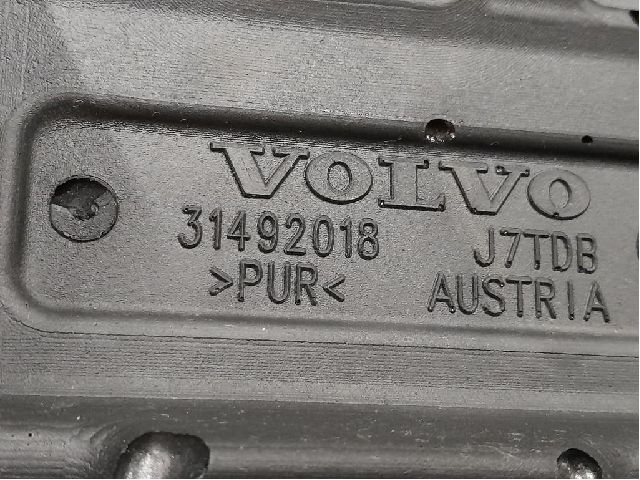 VOLVO
31492018 J7TDB
>PUR< AUSTRIA